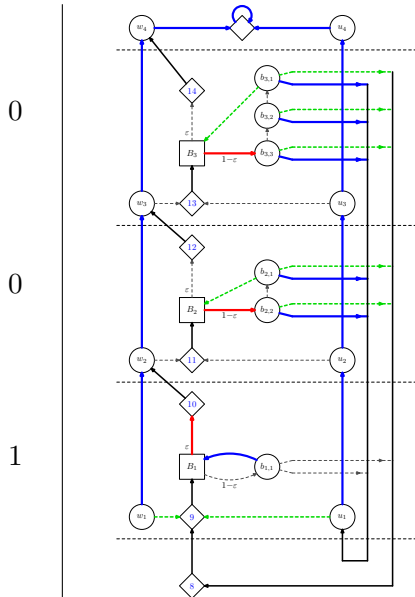 w₄ u₄
14 b₃,₁
0
b₃,₂
ε
B₃ 1−ε b₃,₃
w₃ 13 u₃
12
b₂,₁
0
ε
B₂ 1−ε b₂,₂
w₂ 11 u₂
10
ε
1 B₁ 1−ε b₁,₁
w₁ 9 u₁
8